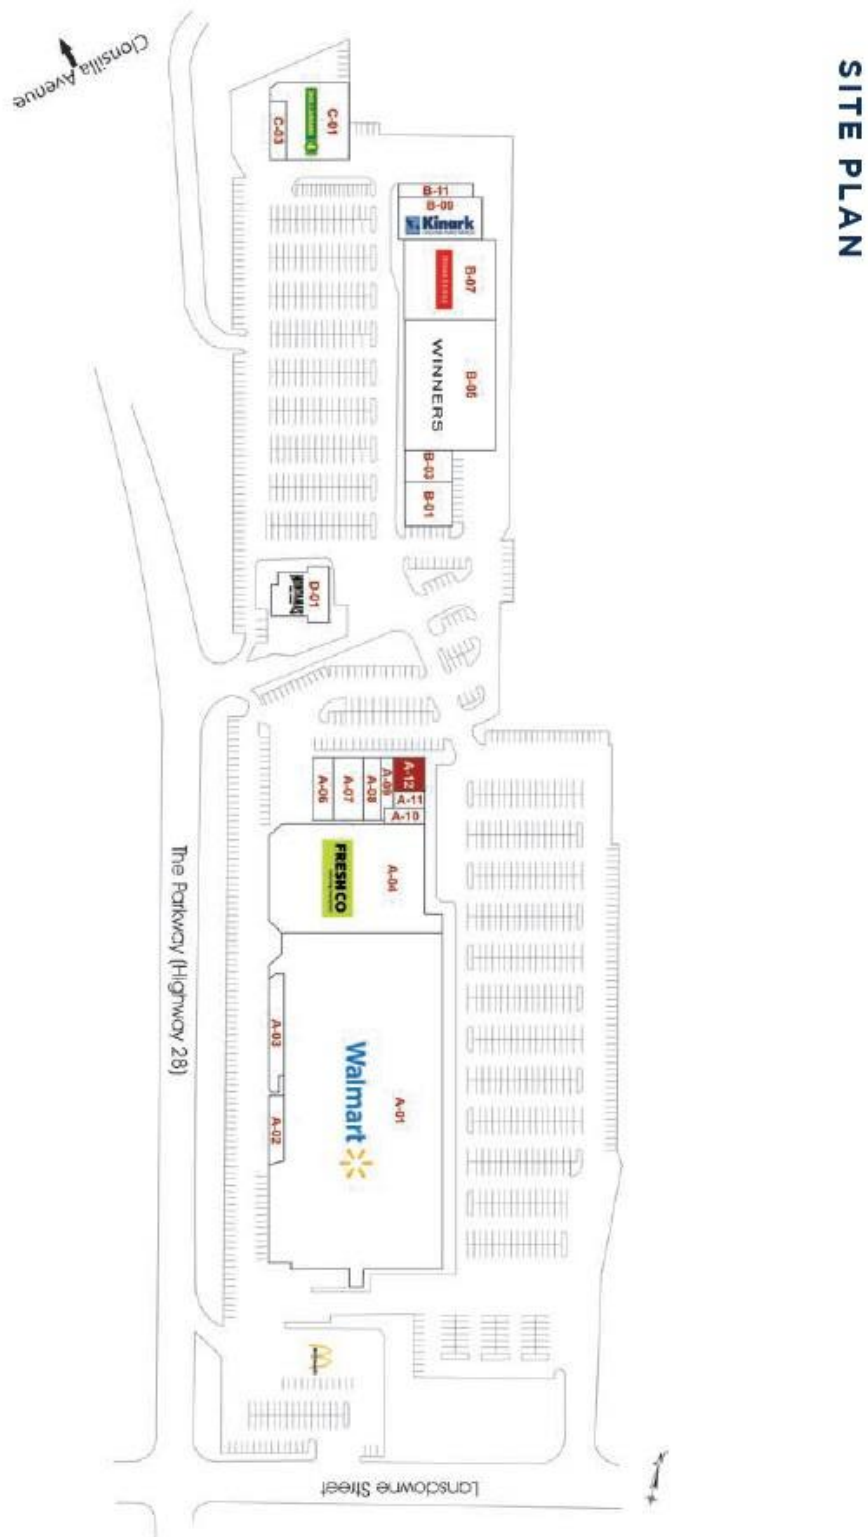 SITE PLAN
Clonsilla Avenue
C-01
C-03
B-11
B-09
Kinark
B-07
B-05
WINNERS
B-03
B-01
D-01
MONTANA'S
A-12
A-11
A-10
A-09
A-08
A-07
A-06
A-04
FRESHCO
A-03
A-02
A-01
Walmart
The Parkway (Highway 28)
Lansdowne Street
N